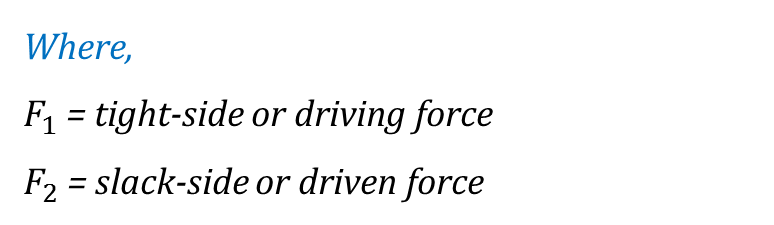 Where,
F₁ = tight-side or driving force
F₂ = slack-side or driven force